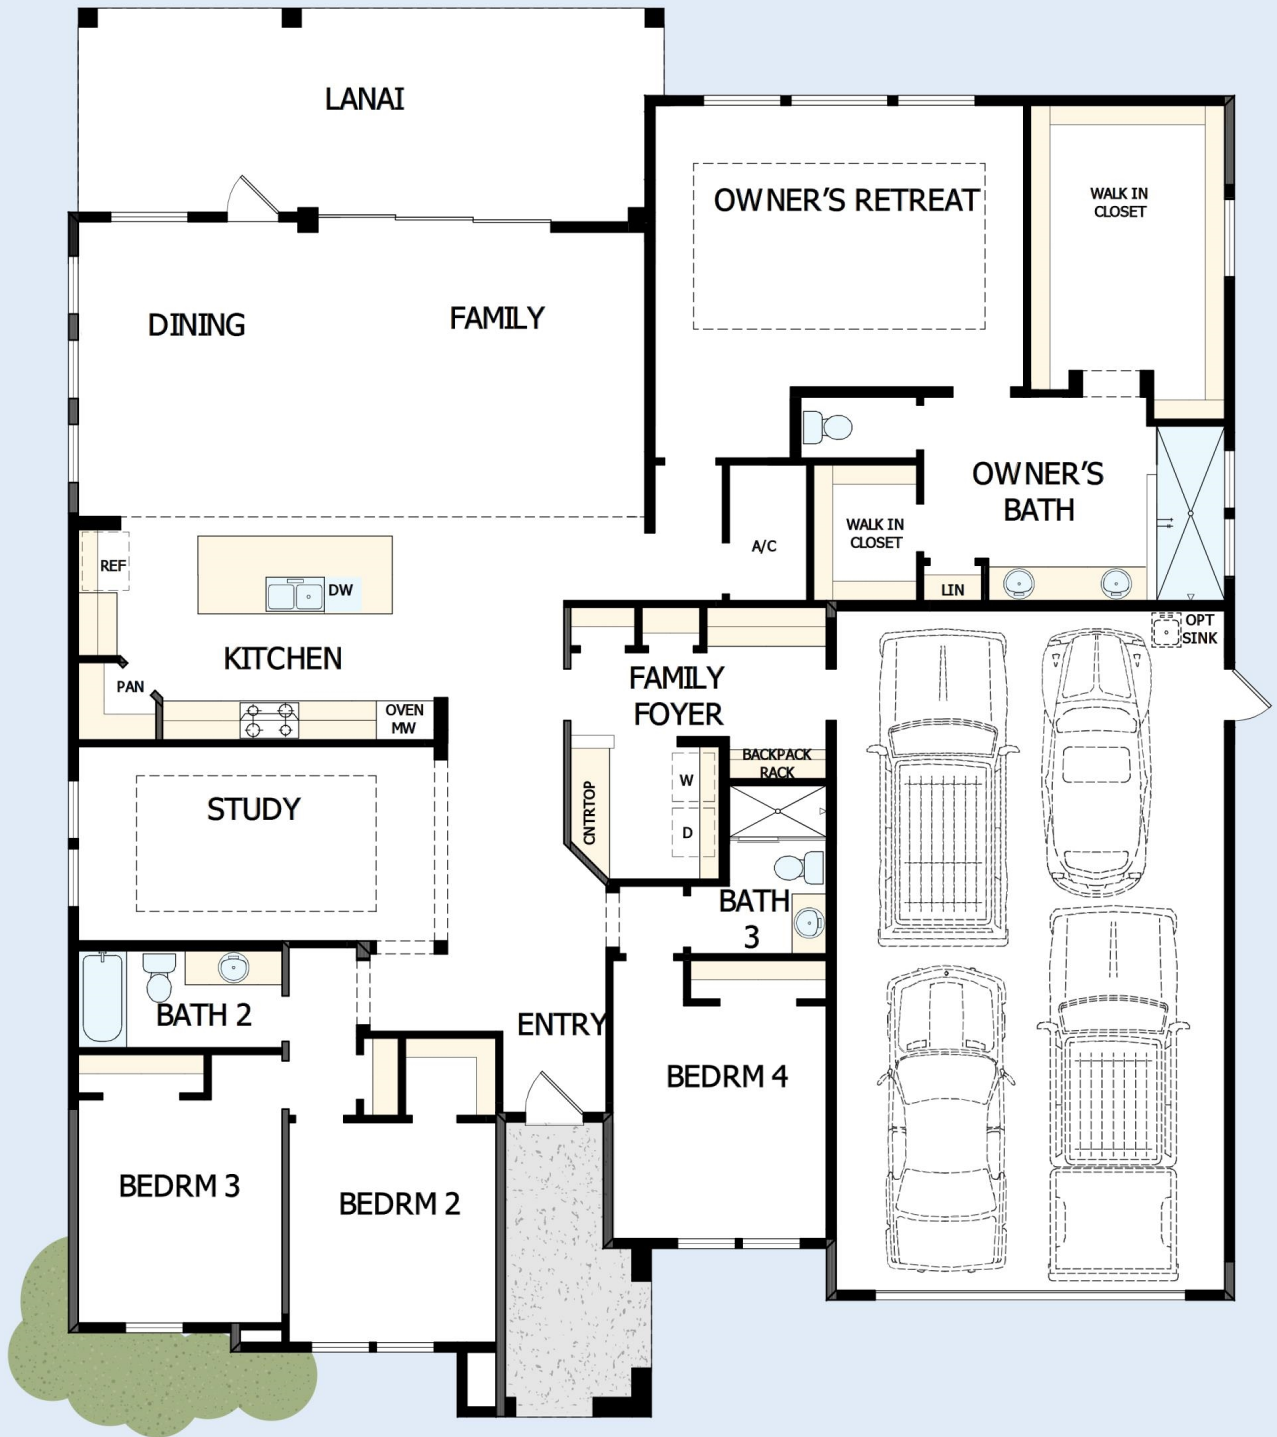 LANAI
OWNER'S RETREAT
WALK IN
CLOSET
DINING
FAMILY
OWNER'S
BATH
WALK IN
CLOSET
A/C
REF
DW
LIN
OPT
SINK
KITCHEN
FAMILY
FOYER
PAN
OVEN
MW
BACKPACK
RACK
W
CNTRTOP
D
STUDY
BATH
3
BATH 2
ENTRY
BEDRM 4
BEDRM 3
BEDRM 2